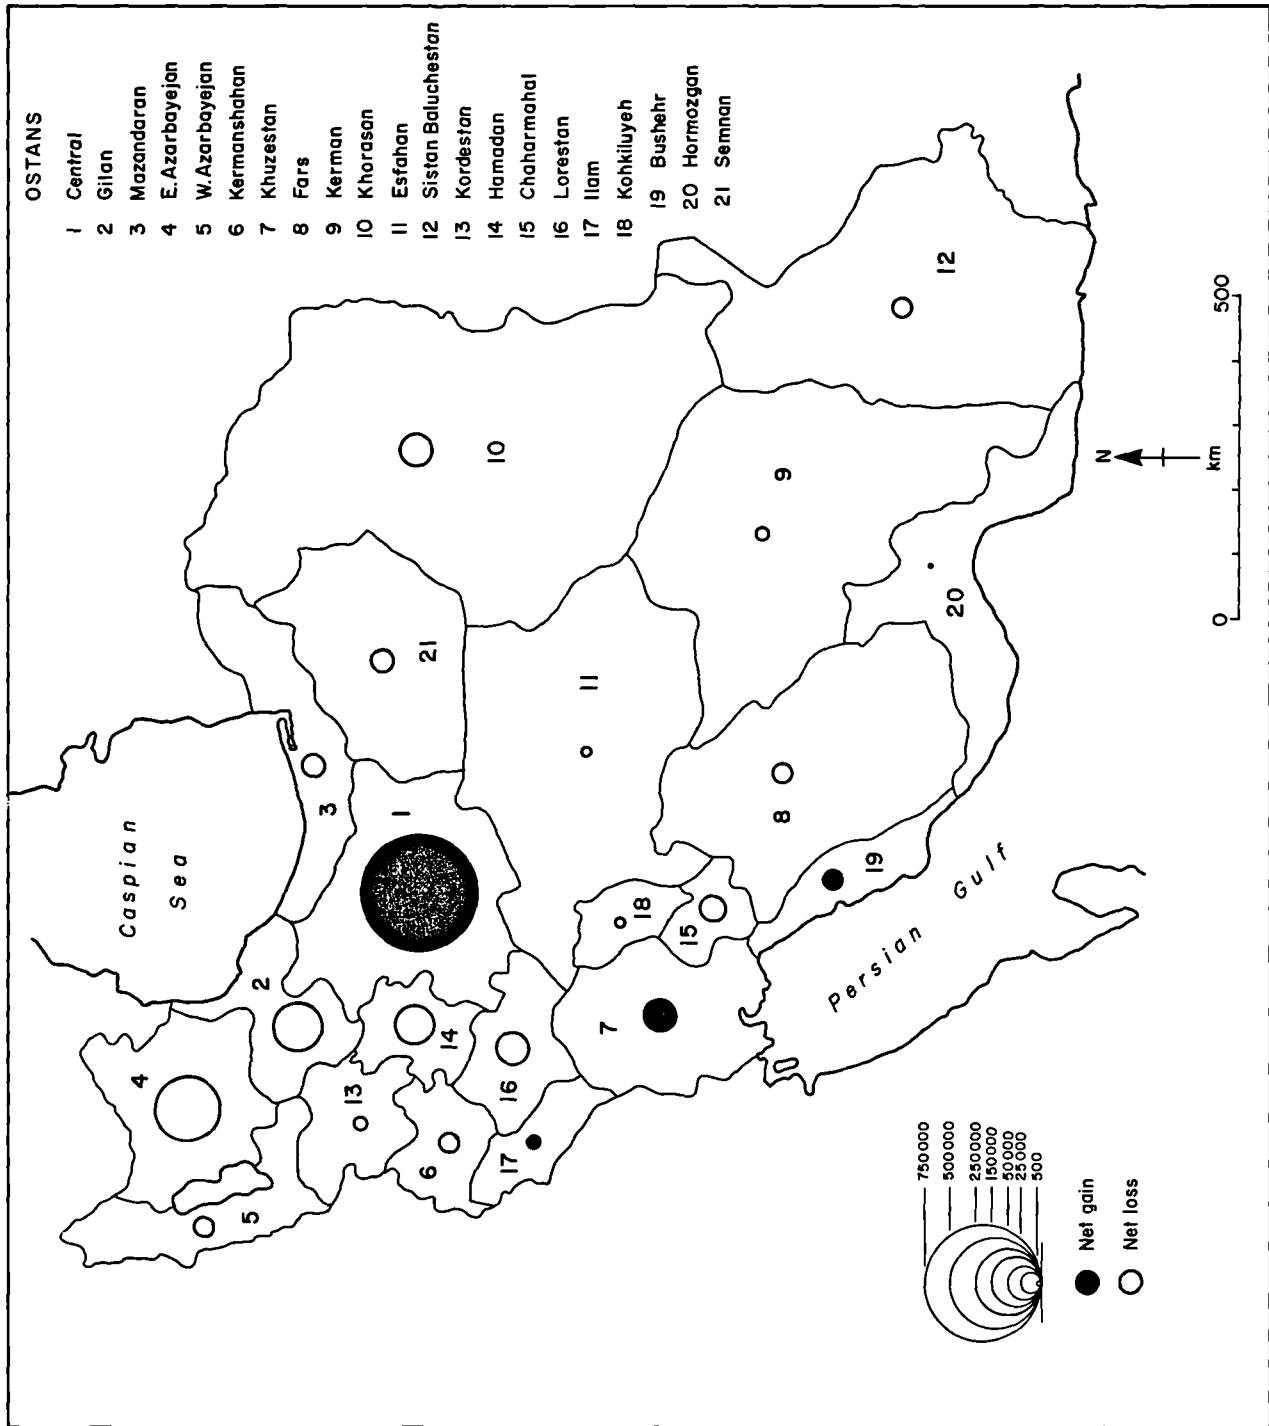 OSTANS
1 Central
2 Gilan
3 Mazandaran
4 E.Azarbayejan
5 W.Azarbayejan
6 Kermanshahan
7 Khuzestan
8 Fars
9 Kerman
10 Khorasan
11 Esfahan
12 Sistan Baluchestan
13 Kordestan
14 Hamadan
15 Chaharmahal
16 Lorestan
17 Ilam
18 Kohkiluyeh
19 Bushehr
20 Hormozgan
21 Semnan
Caspian
Sea
Persian Gulf
4
5
2
3
13
14
6
16
17
1
21
10
11
7
18
15
19
8
9
20
12
N
0 500
km
750000
500000
250000
150000
50000
25000
500
Net gain
Net loss